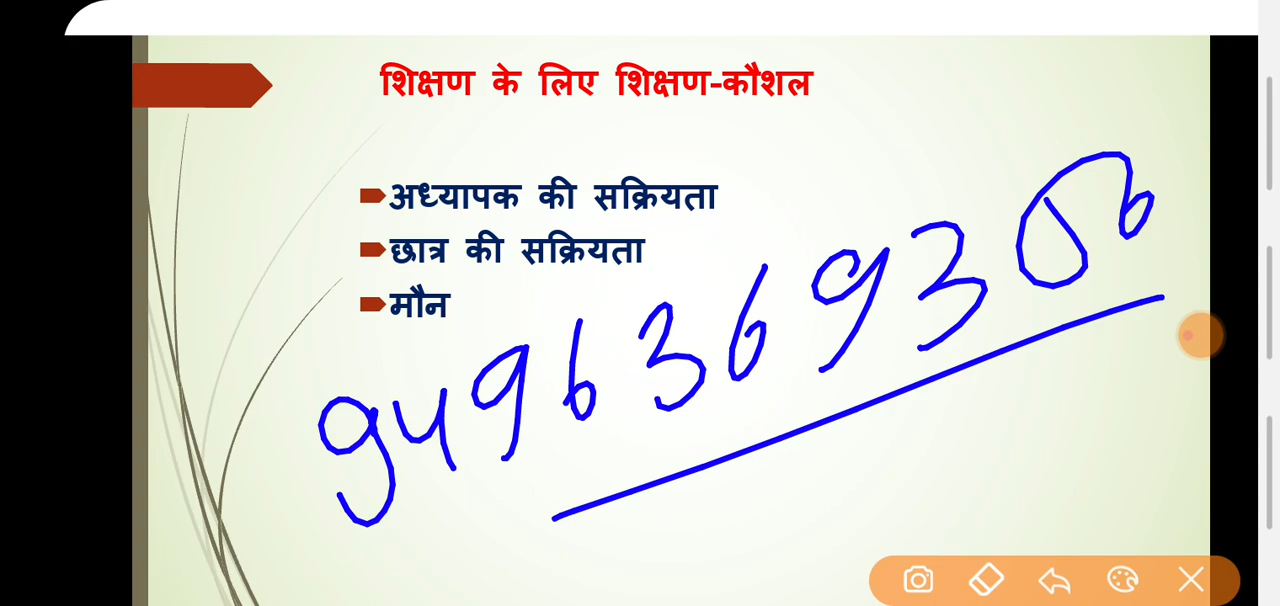 शिक्षण के लिए शिक्षण-कौशल
अध्यापक की सक्रियता
छात्र की सक्रियता
मौन
9496369306